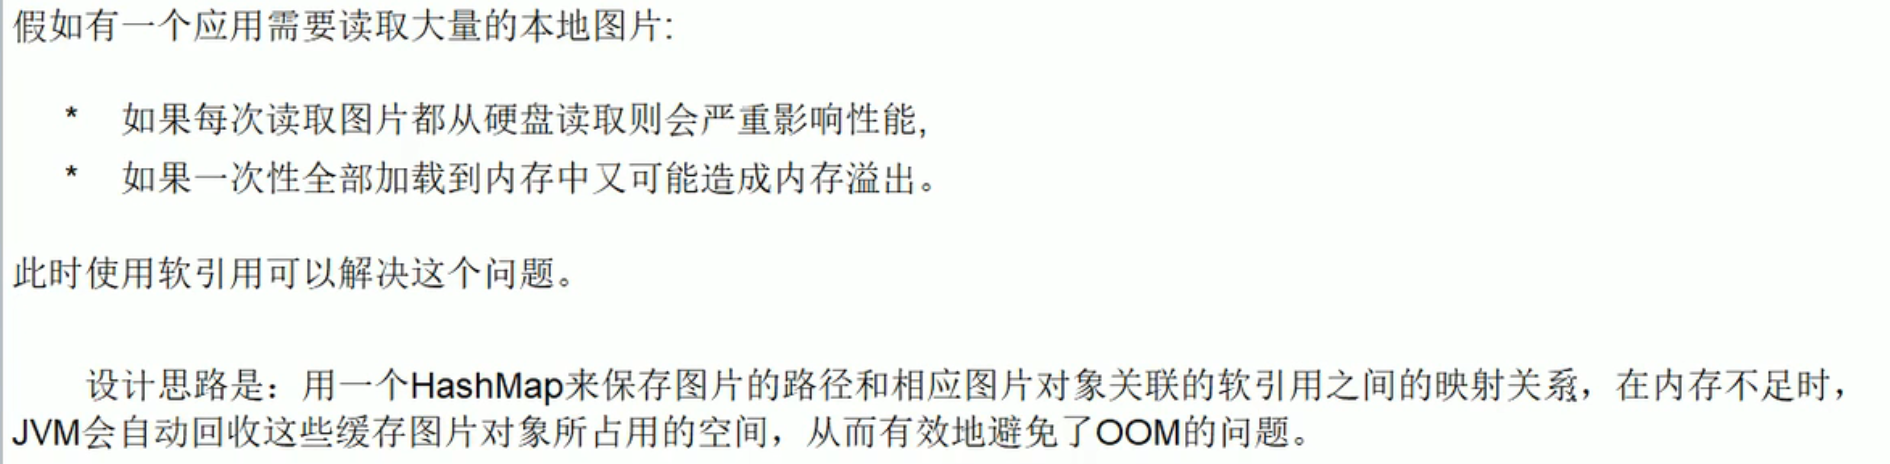 假如有一个应用需要读取大量的本地图片:
* 如果每次读取图片都从硬盘读取则会严重影响性能,
* 如果一次性全部加载到内存中又可能造成内存溢出。
此时使用软引用可以解决这个问题。
设计思路是：用一个HashMap来保存图片的路径和相应图片对象关联的软引用之间的映射关系，在内存不足时，
JVM会自动回收这些缓存图片对象所占用的空间，从而有效地避免了OOM的问题。